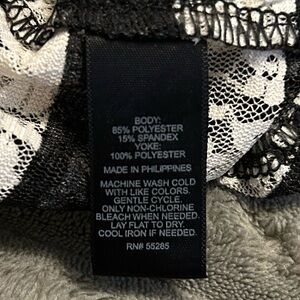 BODY:
85% POLYESTER
15% SPANDEX
YOKE:
100% POLYESTER
MADE IN PHILIPPINES
MACHINE WASH COLD
WITH LIKE COLORS.
GENTLE CYCLE.
ONLY NON-CHLORINE
BLEACH WHEN NEEDED.
LAY FLAT TO DRY.
COOL IRON IF NEEDED.
RN# 55285